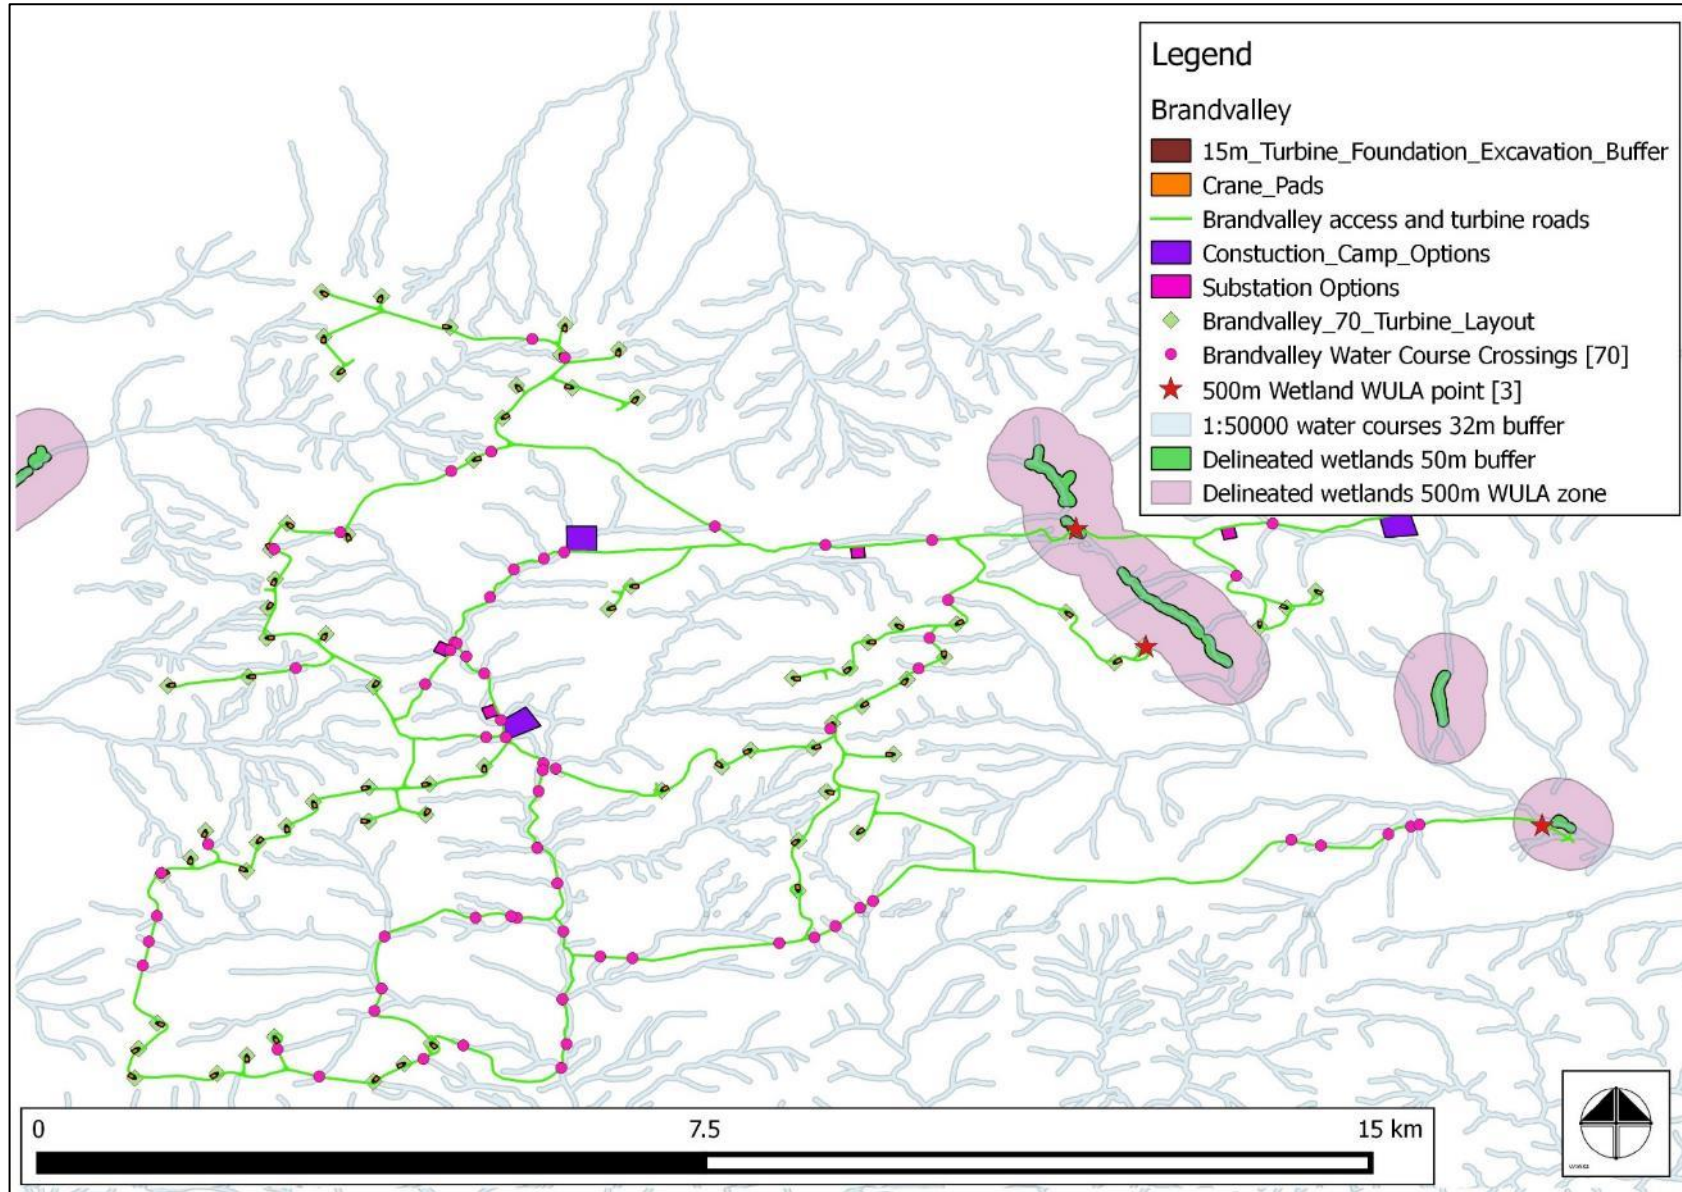 Legend
Brandvalley
15m_Turbine_Foundation_Excavation_Buffer
Crane_Pads
Brandvalley access and turbine roads
Constuction_Camp_Options
Substation Options
Brandvalley_70_Turbine_Layout
Brandvalley Water Course Crossings [70]
500m Wetland WULA point [3]
1:50000 water courses 32m buffer
Delineated wetlands 50m buffer
Delineated wetlands 500m WULA zone
0
7.5
15 km